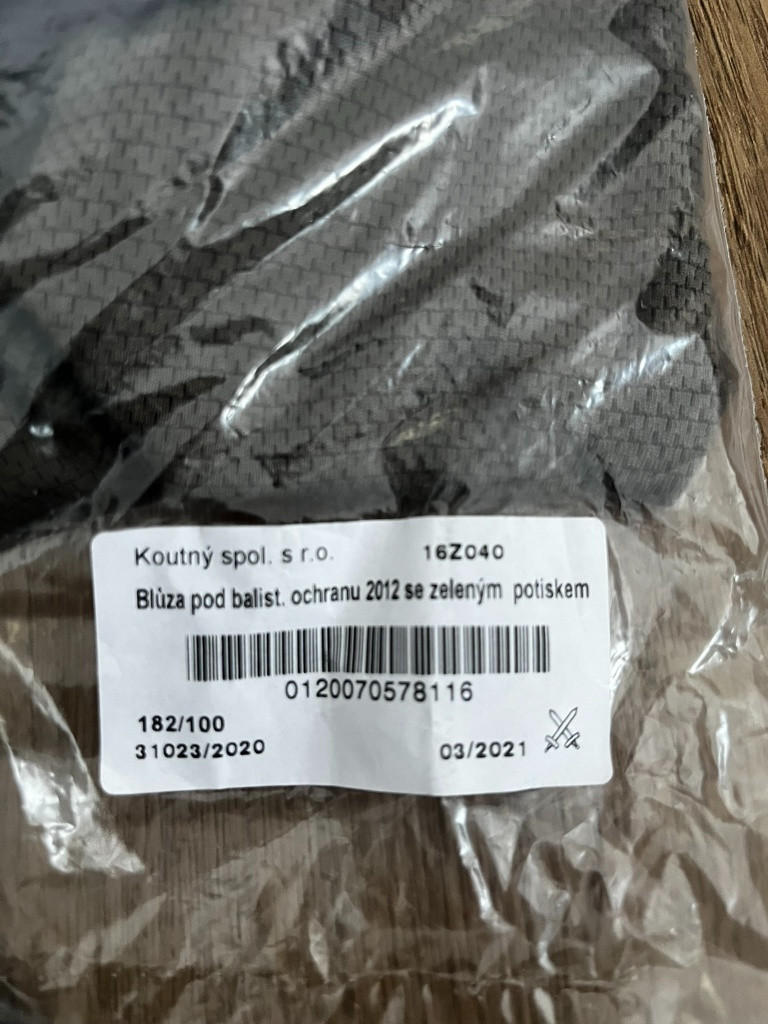 Koutný spol. s r.o. 16Z040
Blůza pod balist. ochranu 2012 se zeleným potiskem
0120070578116
182/100
31023/2020 03/2021